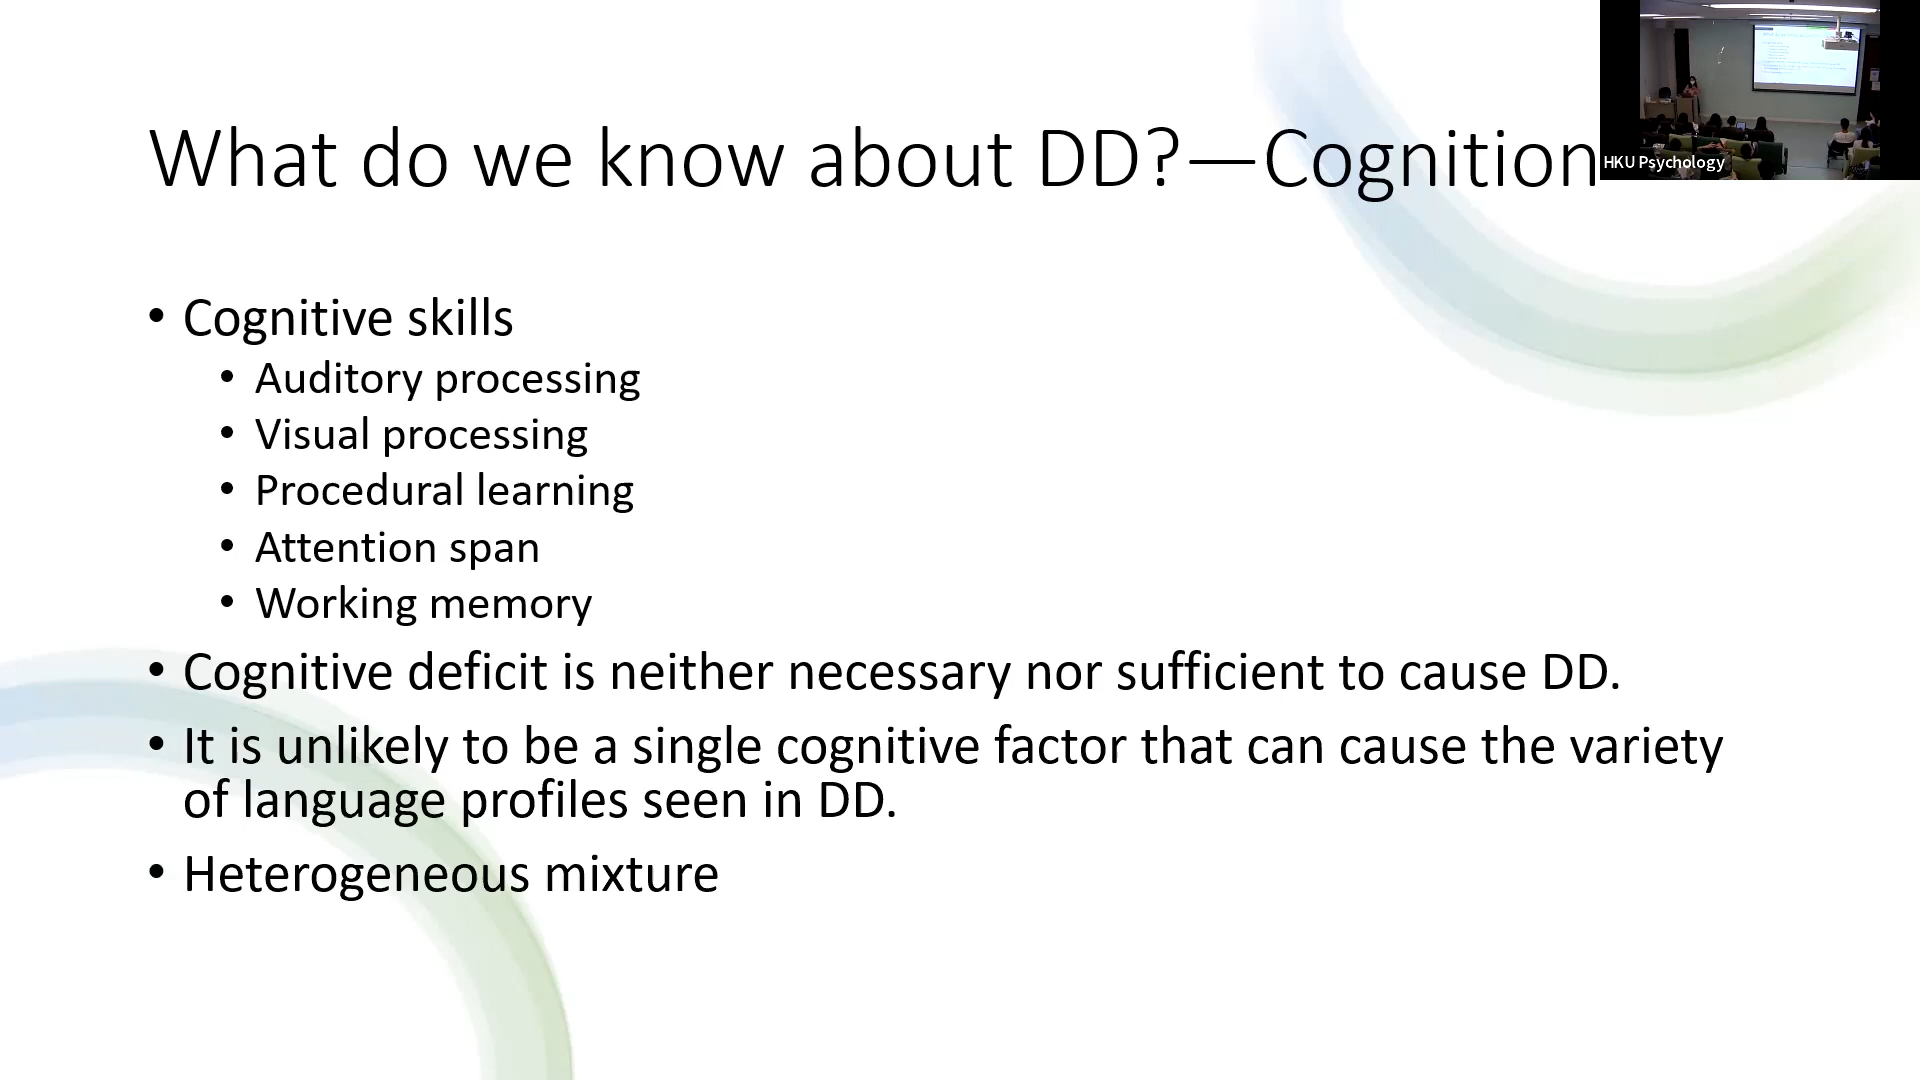 What do we know about DD?—Cognition
HKU Psychology
• Cognitive skills
• Auditory processing
• Visual processing
• Procedural learning
• Attention span
• Working memory
• Cognitive deficit is neither necessary nor sufficient to cause DD.
• It is unlikely to be a single cognitive factor that can cause the variety
of language profiles seen in DD.
• Heterogeneous mixture